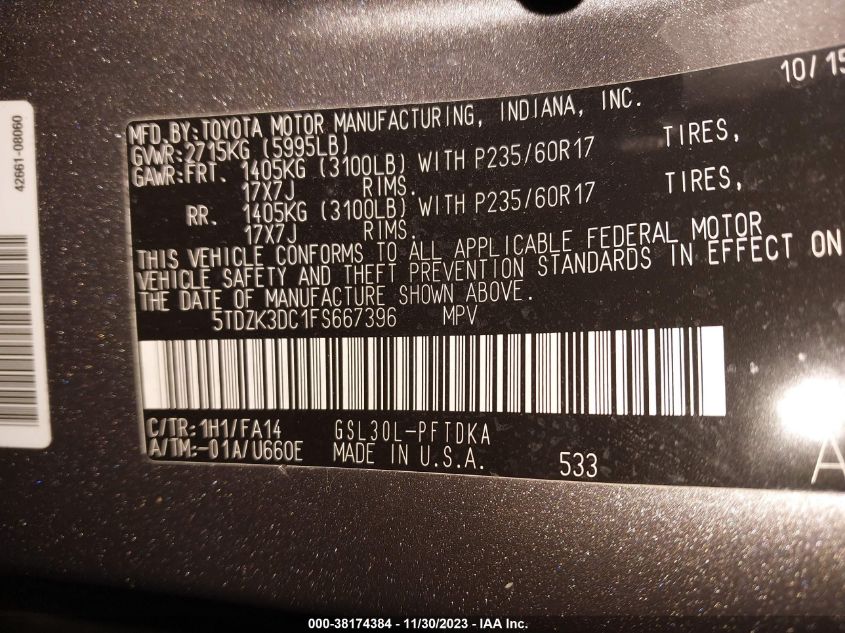 42661-08060
10/15
MFD.BY:TOYOTA MOTOR MANUFACTURING, INDIANA, INC.
GVWR:2715KG (5995LB)
GAWR:FRT. 1405KG (3100LB) WITH P235/60R17 TIRES,
17X7J RIMS.
RR. 1405KG (3100LB) WITH P235/60R17 TIRES,
17X7J RIMS.
THIS VEHICLE CONFORMS TO ALL APPLICABLE FEDERAL MOTOR
VEHICLE SAFETY AND THEFT PREVENTION STANDARDS IN EFFECT ON
THE DATE OF MANUFACTURE SHOWN ABOVE.
5TDZK3DC1FS667396 MPV
C/TR:1H1/FA14 GSL30L-PFTDKA
A/TM:-01A/U660E MADE IN U.S.A. 533
A
000-38174384 — 11/30/2023 — IAA Inc.